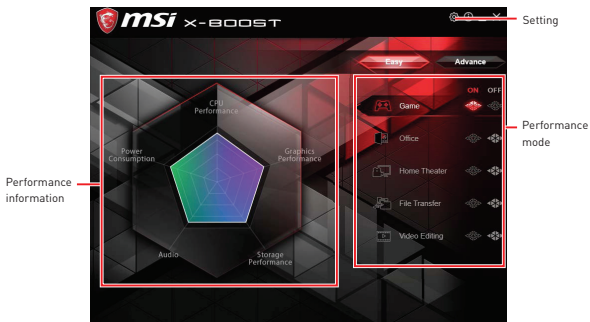 msi X-BOOST
Setting
Easy
Advance
ON OFF
Game
Office
Home Theater
File Transfer
Video Editing
Performance
mode
CPU
Performance
Power
Consumption
Graphics
Performance
Audio
Storage
Performance
Performance
information